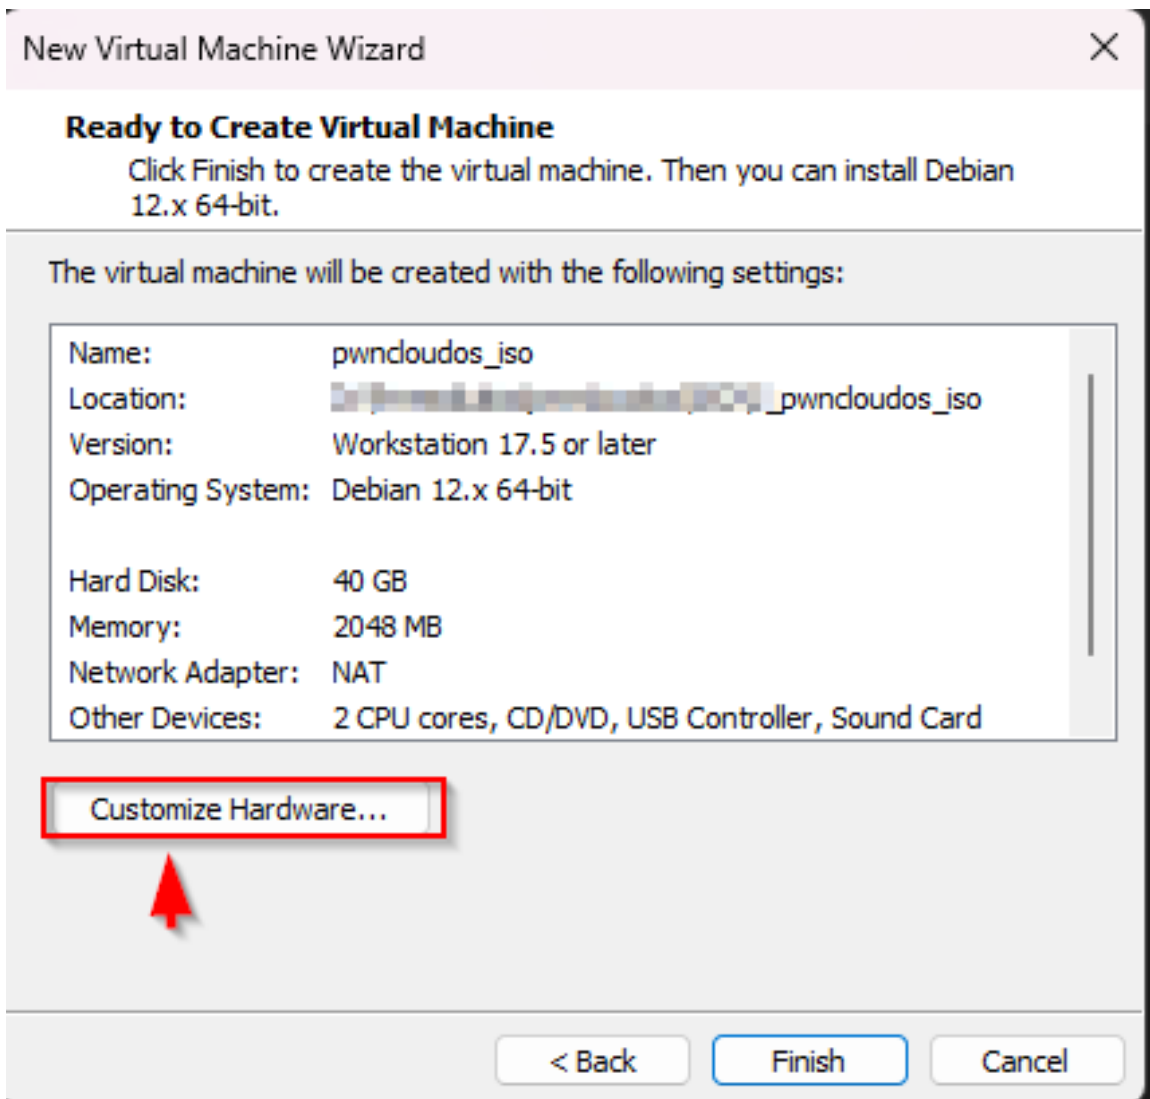 New Virtual Machine Wizard
Ready to Create Virtual Machine
Click Finish to create the virtual machine. Then you can install Debian
12.x 64-bit.
The virtual machine will be created with the following settings:
Name: pwncloudos_iso
Location: _pwncloudos_iso
Version: Workstation 17.5 or later
Operating System: Debian 12.x 64-bit
Hard Disk: 40 GB
Memory: 2048 MB
Network Adapter: NAT
Other Devices: 2 CPU cores, CD/DVD, USB Controller, Sound Card
Customize Hardware...
< Back Finish Cancel